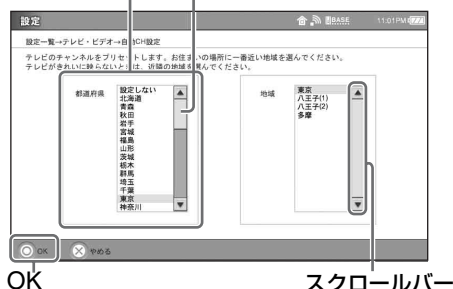 設定
BASE
11:01PM
設定一覧→テレビ・ビデオ→自動CH設定
テレビのチャンネルをプリセットします。お住まいの場所に一番近い地域を選んでください。
テレビがきれいに映らないときは、近隣の地域を選んでください。
都道府県
設定しない
北海道
青森
秋田
岩手
宮城
福島
山形
茨城
栃木
群馬
埼玉
千葉
東京
神奈川
地域
東京
八王子(1)
八王子(2)
多摩
OK
やめる
OK
スクロールバー